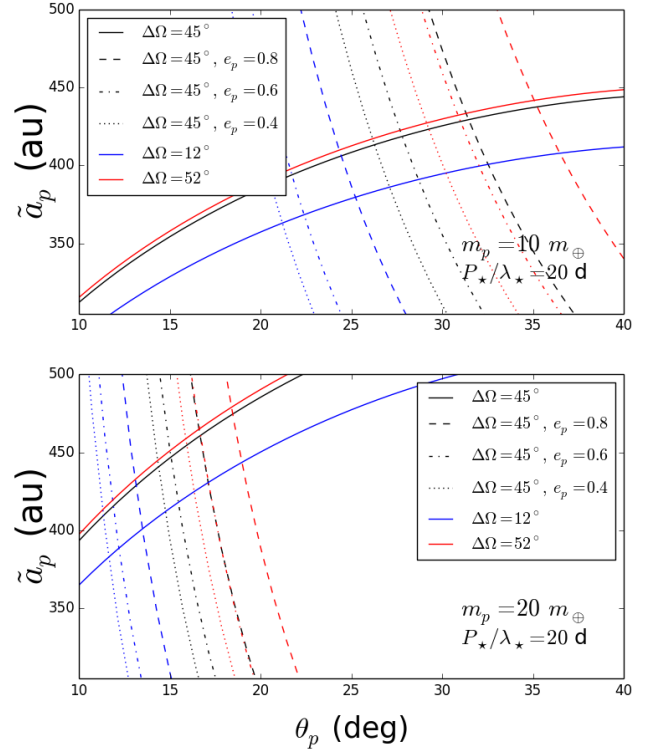 500
450
400
350
10 15 20 25 30 35 40
ΔΩ=45°
ΔΩ=45°, e_p=0.8
ΔΩ=45°, e_p=0.6
ΔΩ=45°, e_p=0.4
ΔΩ=12°
ΔΩ=52°
m_p=10 m_⊕
P_⋆/λ_⋆=20 d
ã_p (au)
500
450
400
350
10 15 20 25 30 35 40
ΔΩ=45°
ΔΩ=45°, e_p=0.8
ΔΩ=45°, e_p=0.6
ΔΩ=45°, e_p=0.4
ΔΩ=12°
ΔΩ=52°
m_p=20 m_⊕
P_⋆/λ_⋆=20 d
ã_p (au)
θ_p (deg)